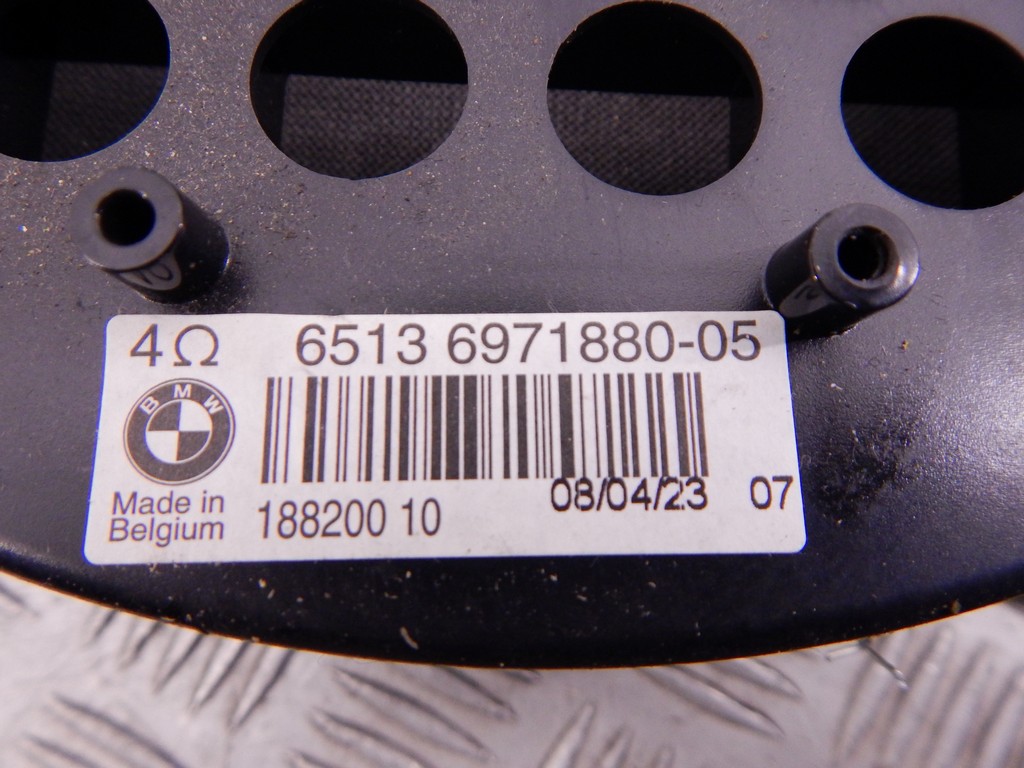 4Ω 6513 6971880-05
BMW
08/04/23 07
Made in
Belgium
188200 10